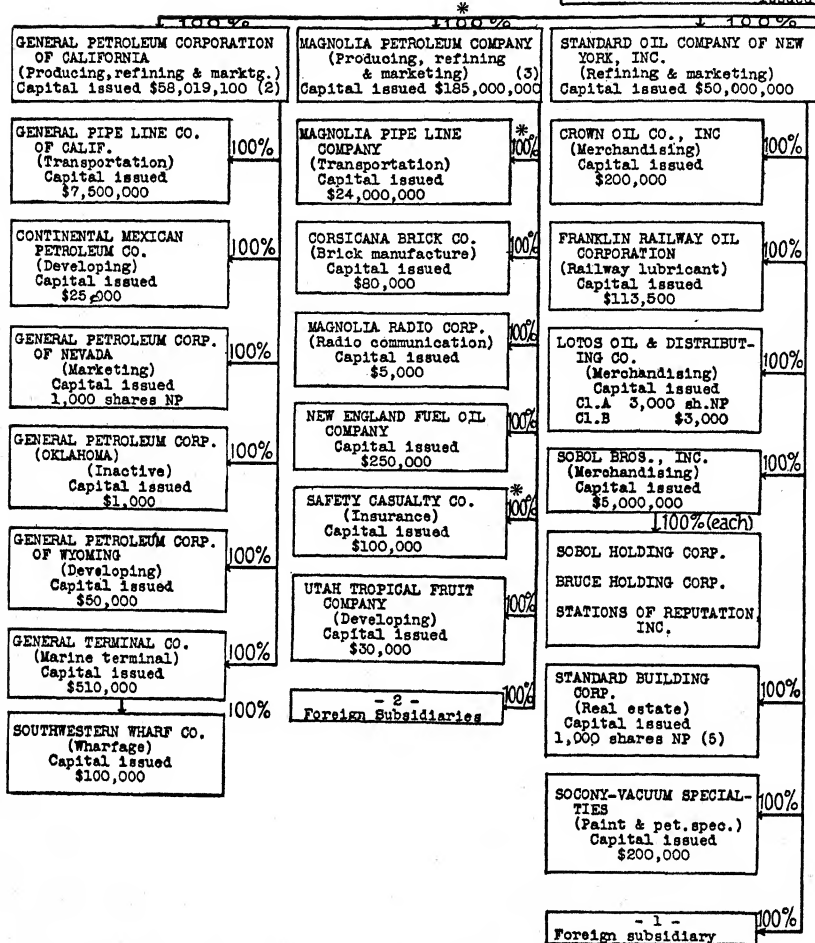 issued
*
100%
100%
100%
GENERAL PETROLEUM CORPORATION
OF CALIFORNIA
(Producing,refining & marktg.)
Capital issued $58,019,100 (2)
GENERAL PIPE LINE CO.
OF CALIF.
(Transportation)
Capital issued
$7,500,000
100%
CONTINENTAL MEXICAN
PETROLEUM CO.
(Developing)
Capital issued
$25,000
100%
GENERAL PETROLEUM CORP.
OF NEVADA
(Marketing)
Capital issued
1,000 shares NP
100%
GENERAL PETROLEUM CORP.
(OKLAHOMA)
(Inactive)
Capital issued
$1,000
100%
GENERAL PETROLEUM CORP.
OF WYOMING
(Developing)
Capital issued
$50,000
100%
GENERAL TERMINAL CO.
(Marine terminal)
Capital issued
$510,000
100%
100%
SOUTHWESTERN WHARF CO.
(Wharfage)
Capital issued
$100,000
MAGNOLIA PETROLEUM COMPANY
(Producing, refining
& marketing) (3)
Capital issued $185,000,000
MAGNOLIA PIPE LINE
COMPANY
(Transportation)
Capital issued
$24,000,000
*
100%
CORSICANA BRICK CO.
(Brick manufacture)
Capital issued
$80,000
100%
MAGNOLIA RADIO CORP.
(Radio communication)
Capital issued
$5,000
100%
NEW ENGLAND FUEL OIL
COMPANY
Capital issued
$250,000
100%
SAFETY CASUALTY CO.
(Insurance)
Capital issued
$100,000
*
100%
UTAH TROPICAL FRUIT
COMPANY
(Developing)
Capital issued
$30,000
100%
- 2 -
Foreign Subsidiaries
100%
STANDARD OIL COMPANY OF NEW
YORK, INC.
(Refining & marketing)
Capital issued $50,000,000
CROWN OIL CO., INC
(Merchandising)
Capital issued
$200,000
100%
FRANKLIN RAILWAY OIL
CORPORATION
(Railway lubricant)
Capital issued
$113,500
100%
LOTOS OIL & DISTRIBUT-
ING CO.
(Merchandising)
Capital issued
Cl.A 3,000 sh.NP
Cl.B $3,000
100%
SOBOL BROS., INC.
(Merchandising)
Capital issued
$5,000,000
100%
100%(each)
SOBOL HOLDING CORP.
BRUCE HOLDING CORP.
STATIONS OF REPUTATION
INC.
STANDARD BUILDING
CORP.
(Real estate)
Capital issued
1,000 shares NP (5)
100%
SOCONY-VACUUM SPECIAL-
TIES
(Paint & pet.spec.)
Capital issued
$200,000
100%
- 1 -
Foreign subsidiary
100%